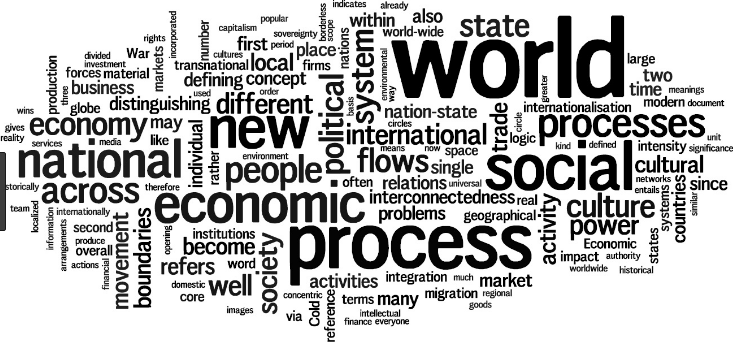 indicates
already
popular
capitalism
sovereignty
borderless
scope
rights
incorporated
number
cultures
first
period
place
nations
within
also
world-wide
state
world
War
divided
investment
markets
transnational
local
firms
system
environmental
way
large
two
time
meanings
production
three
forces
material
business
defining
concept
used
order
greater
modern
document
globe
distinguishing
different
political
basis
nation-state
circles
trade
circle
internationalisation
wins
gives
reality
economy
may
services
media
like
new
international
logic
processes
unit
kind
defined
intensity
significance
national
individual
rather
environment
people
flows
means
now
space
single
social
cultural
networks
entails
since
storically
across
therefore
often
relations
universal
systems
countries
similar
team
localized
information
internationally
arrangements
economic
interconnectedness
real
problems
geographical
activity
culture
power
second
produce
overall
actions
financial
movement
boundaries
opening
institutions
become
society
process
Economic
impact
authority
states
worldwide
historical
refers
word
domestic
core
well
images
activities
integration
much
market
concentric
via
Cold
reference
terms
many
migration
regional
goods
intellectual
finance
everyone